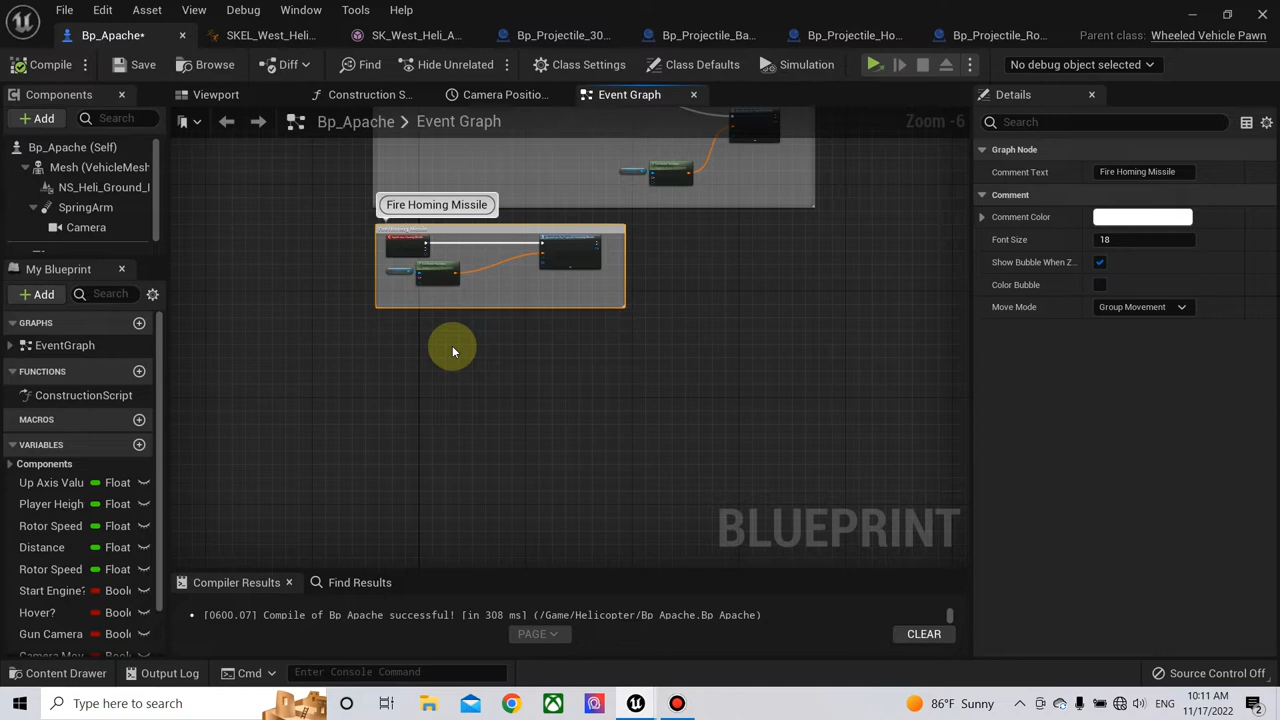 File Edit Asset View Debug Window Tools Help
Bp_Apache* SKEL_West_Heli... SK_West_Heli_A... Bp_Projectile_30... Bp_Projectile_Ba... Bp_Projectile_Ho... Bp_Projectile_Ro... Parent class: Wheeled Vehicle Pawn
Compile Save Browse Diff Find Hide Unrelated Class Settings Class Defaults Simulation No debug object selected
Components Viewport Construction S... Camera Positio... Event Graph Details
+ Add Search Bp_Apache > Event Graph Zoom -6 Search
Bp_Apache (Self) Graph Node
Mesh (VehicleMesh Comment Text Fire Homing Missile
NS_Heli_Ground_I Comment
SpringArm Fire Homing Missile Comment Color
Camera Font Size 18
Show Bubble When Z...
My Blueprint Color Bubble
+ Add Search Move Mode Group Movement
GRAPHS
EventGraph
FUNCTIONS
ConstructionScript
MACROS
VARIABLES
Components
Up Axis Valu Float
Player Heigh Float
Rotor Speed Float
Distance Float
Rotor Speed Float
Start Engine? Boole
Hover? Boole
Gun Camera Boole
BLUEPRINT
Compiler Results Find Results
[0600.07] Compile of Bp Apache successful! [in 308 ms] (/Game/Helicopter/Bp Apache.Bp Apache)
PAGE CLEAR
Content Drawer Output Log Cmd Enter Console Command Source Control Off
Type here to search 86°F Sunny ENG 10:11 AM 11/17/2022 2